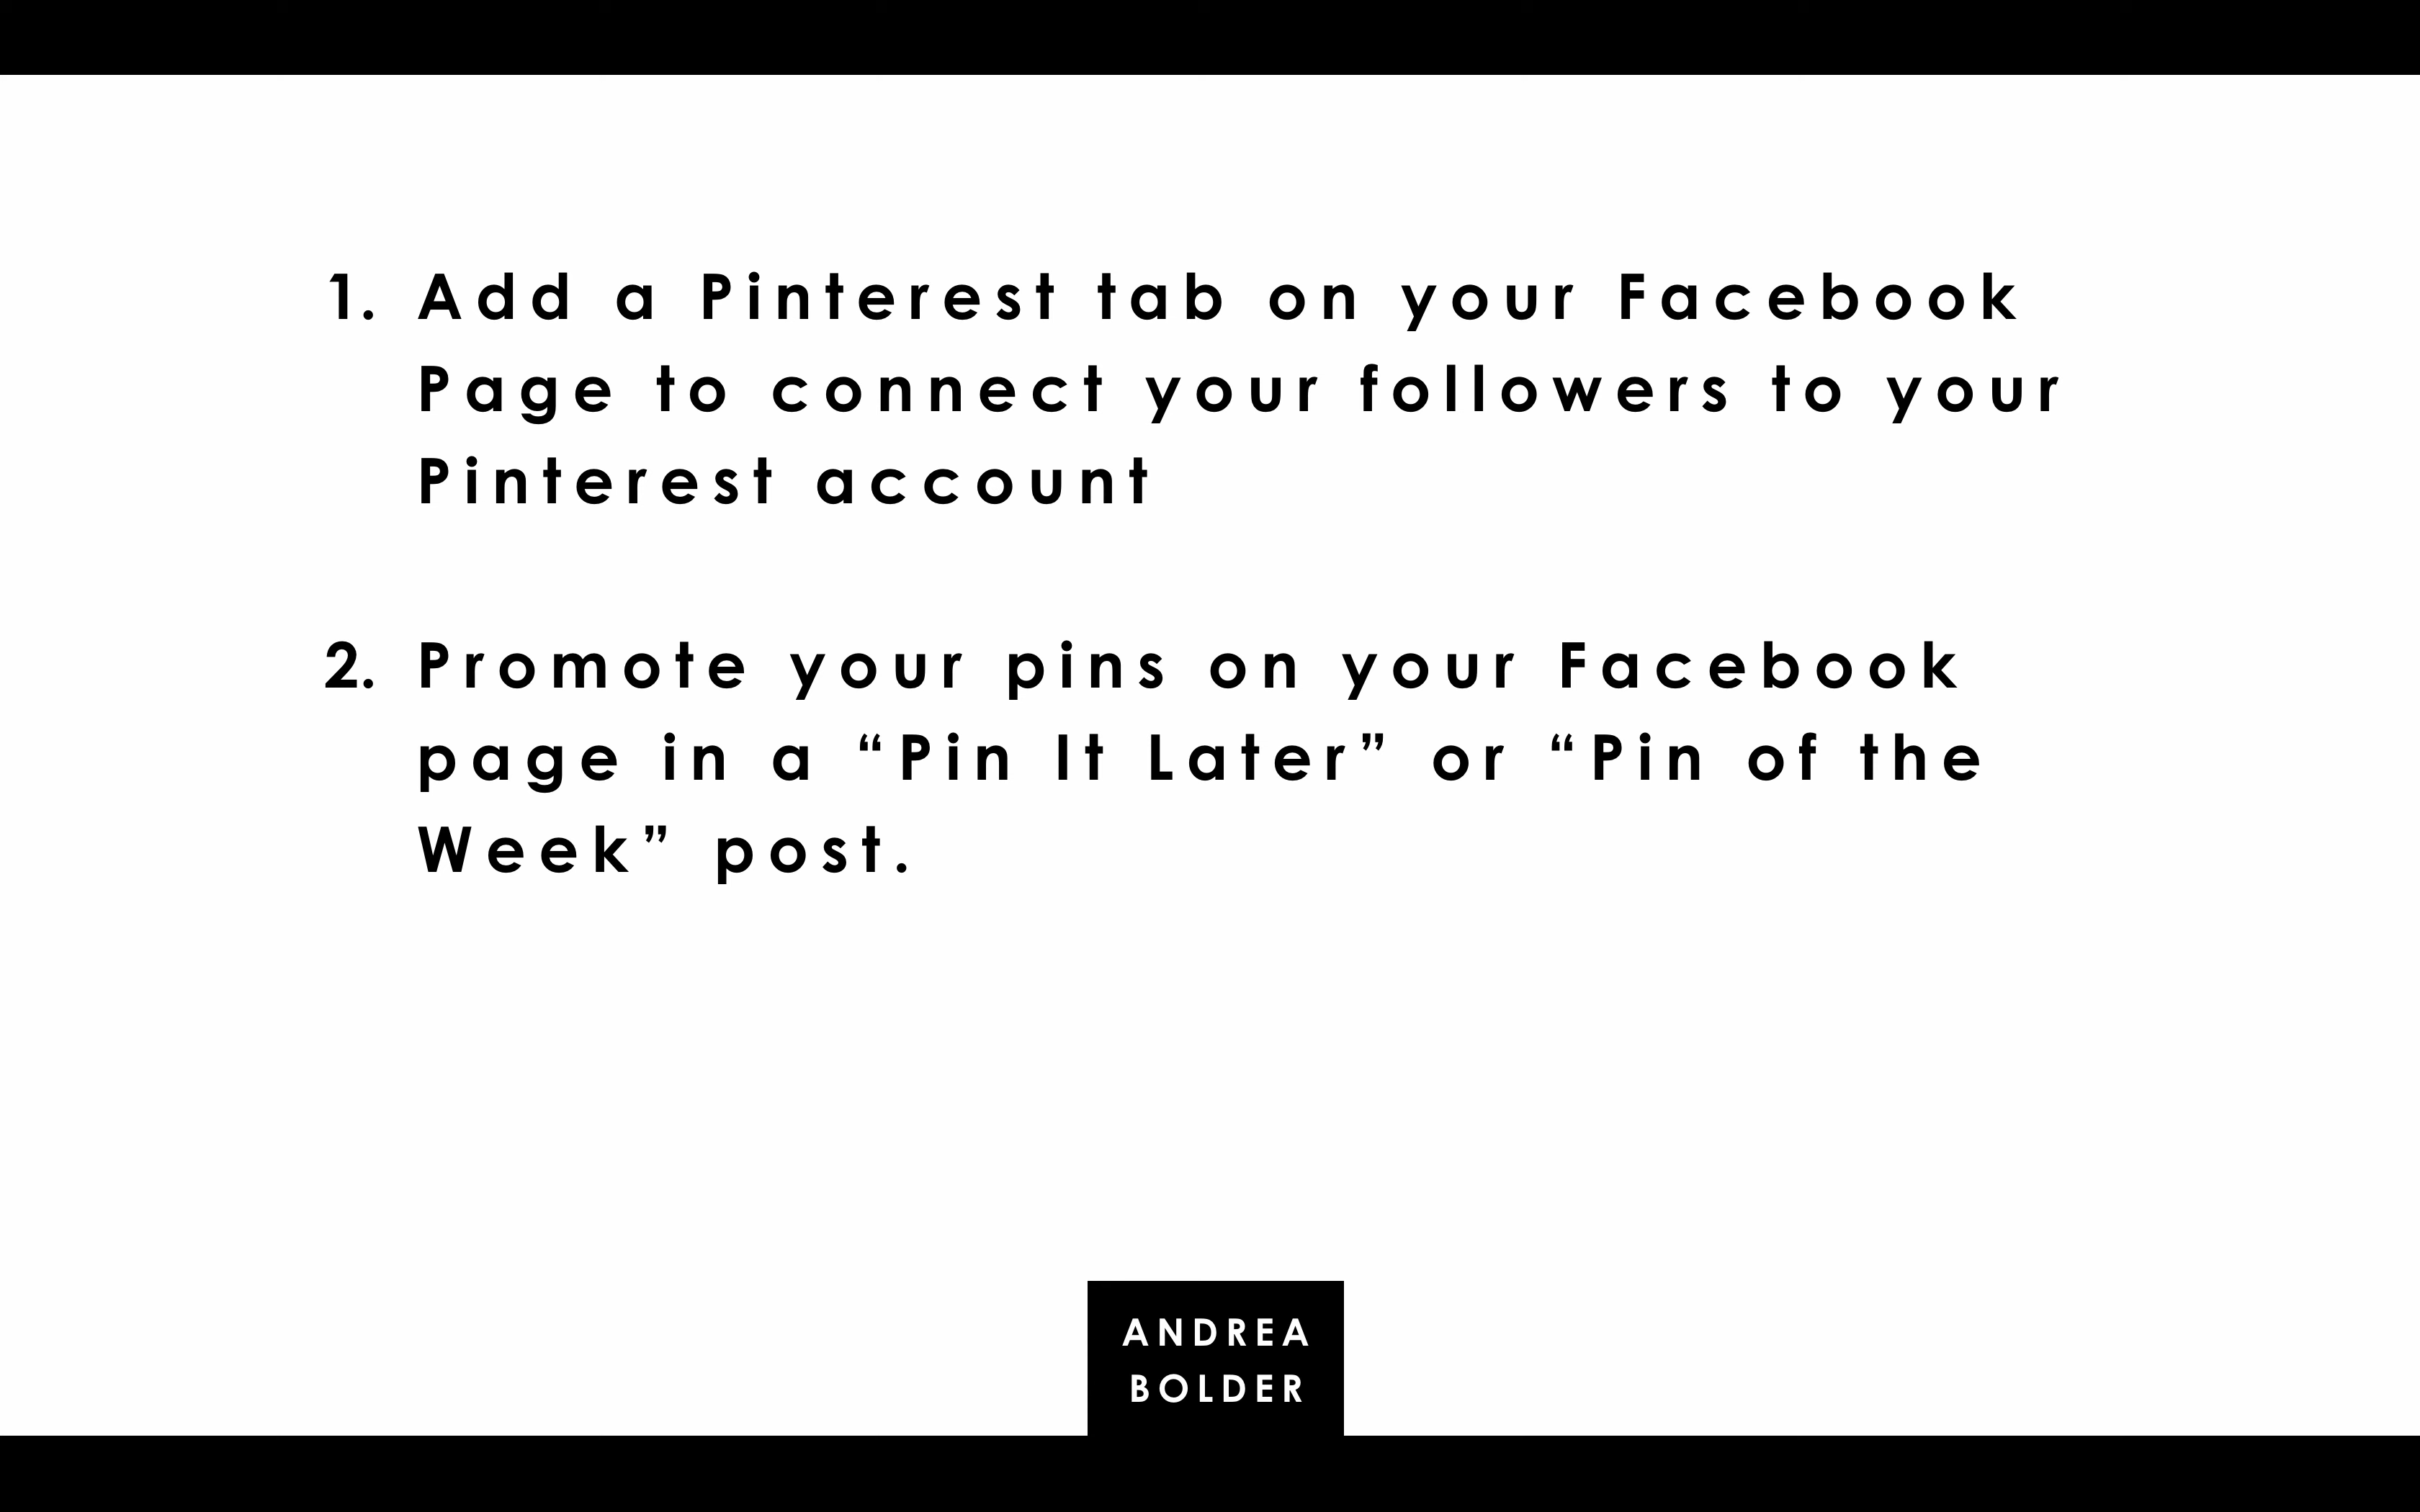 1. Add a Pinterest tab on your Facebook
Page to connect your followers to your
Pinterest account
2. Promote your pins on your Facebook
page in a “Pin It Later” or “Pin of the
Week” post.
ANDREA
BOLDER